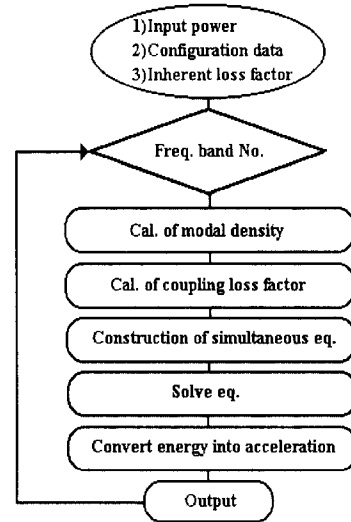 1)Input power
2)Configuration data
3)Inherent loss factor
Freq. band No.
Cal. of modal density
Cal. of coupling loss factor
Construction of simultaneous eq.
Solve eq.
Convert energy into acceleration
Output